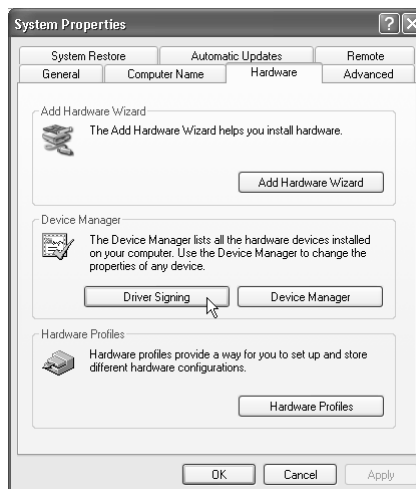 System Properties
System Restore Automatic Updates Remote
General Computer Name Hardware Advanced
Add Hardware Wizard
The Add Hardware Wizard helps you install hardware.
Add Hardware Wizard
Device Manager
The Device Manager lists all the hardware devices installed
on your computer. Use the Device Manager to change the
properties of any device.
Driver Signing Device Manager
Hardware Profiles
Hardware profiles provide a way for you to set up and store
different hardware configurations.
Hardware Profiles
OK Cancel Apply